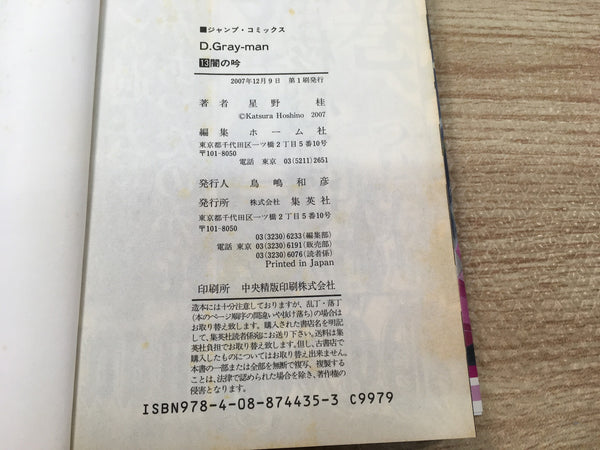 ■ジャンプ・コミックス
D.Gray-man
13闇の吟
2007年12月9日 第1刷発行
著者 星野 桂
©Katsura Hoshino 2007
編集 ホーム社
東京都千代田区一ツ橋2丁目5番10号
〒101-8050
電話 東京 03(5211)2651
発行人 鳥嶋和彦
発行所 株式会社 集英社
東京都千代田区一ツ橋2丁目5番10号
〒101-8050
03(3230)6233(編集部)
電話 東京 03(3230)6191(販売部)
03(3230)6076(読者係)
Printed in Japan
印刷所 中央精版印刷株式会社
造本には十分注意しておりますが、乱丁・落丁
(本のページ順序の間違いや抜け落ち)の場合は
お取り替え致します。購入された書店名を明記
して、集英社読者係宛にお送り下さい。送料は集
英社負担でお取り替え致します。但し、古書店で
購入したものについてはお取り替え出来ません。
本書の一部または全部を無断で複写、複製する
ことは、法律で認められた場合を除き、著作権の
侵害となります。
ISBN978-4-08-874435-3 C9979